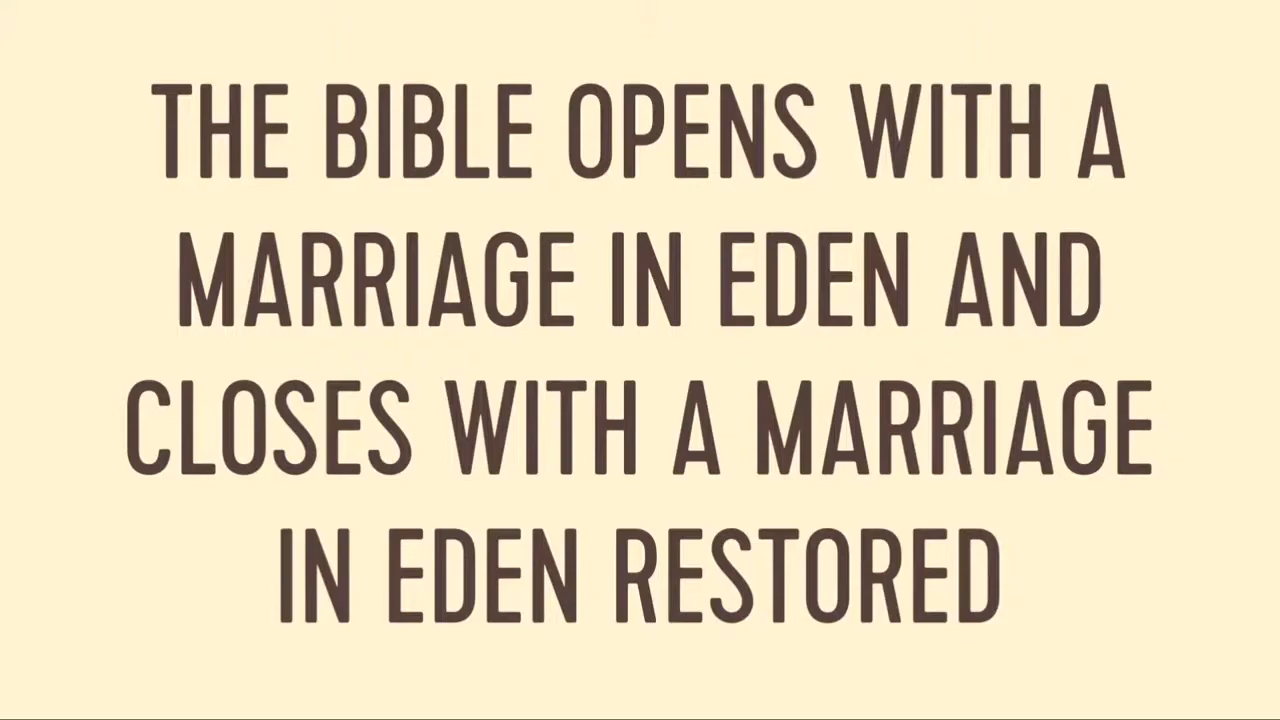 THE BIBLE OPENS WITH A
MARRIAGE IN EDEN AND
CLOSES WITH A MARRIAGE
IN EDEN RESTORED